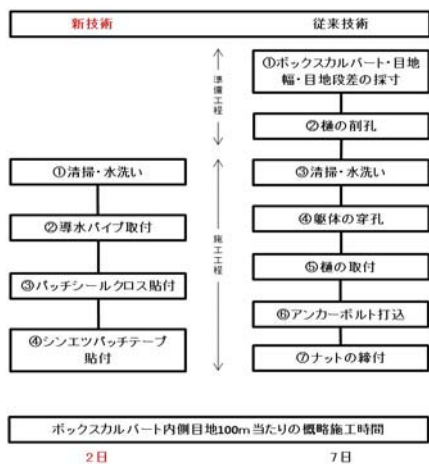 新技術
従来技術
準備工程
①ボックスカルバート・目地
幅・目地段差の採寸
②樋の削孔
施工工程
①清掃・水洗い
②導水パイプ取付
③パッチシールクロス貼付
④シンエツパッチテープ
貼付
③清掃・水洗い
④躯体の穿孔
⑤樋の取付
⑥アンカーボルト打込
⑦ナットの締付
ボックスカルバート内側目地100m当たりの概略施工時間
2日
7日